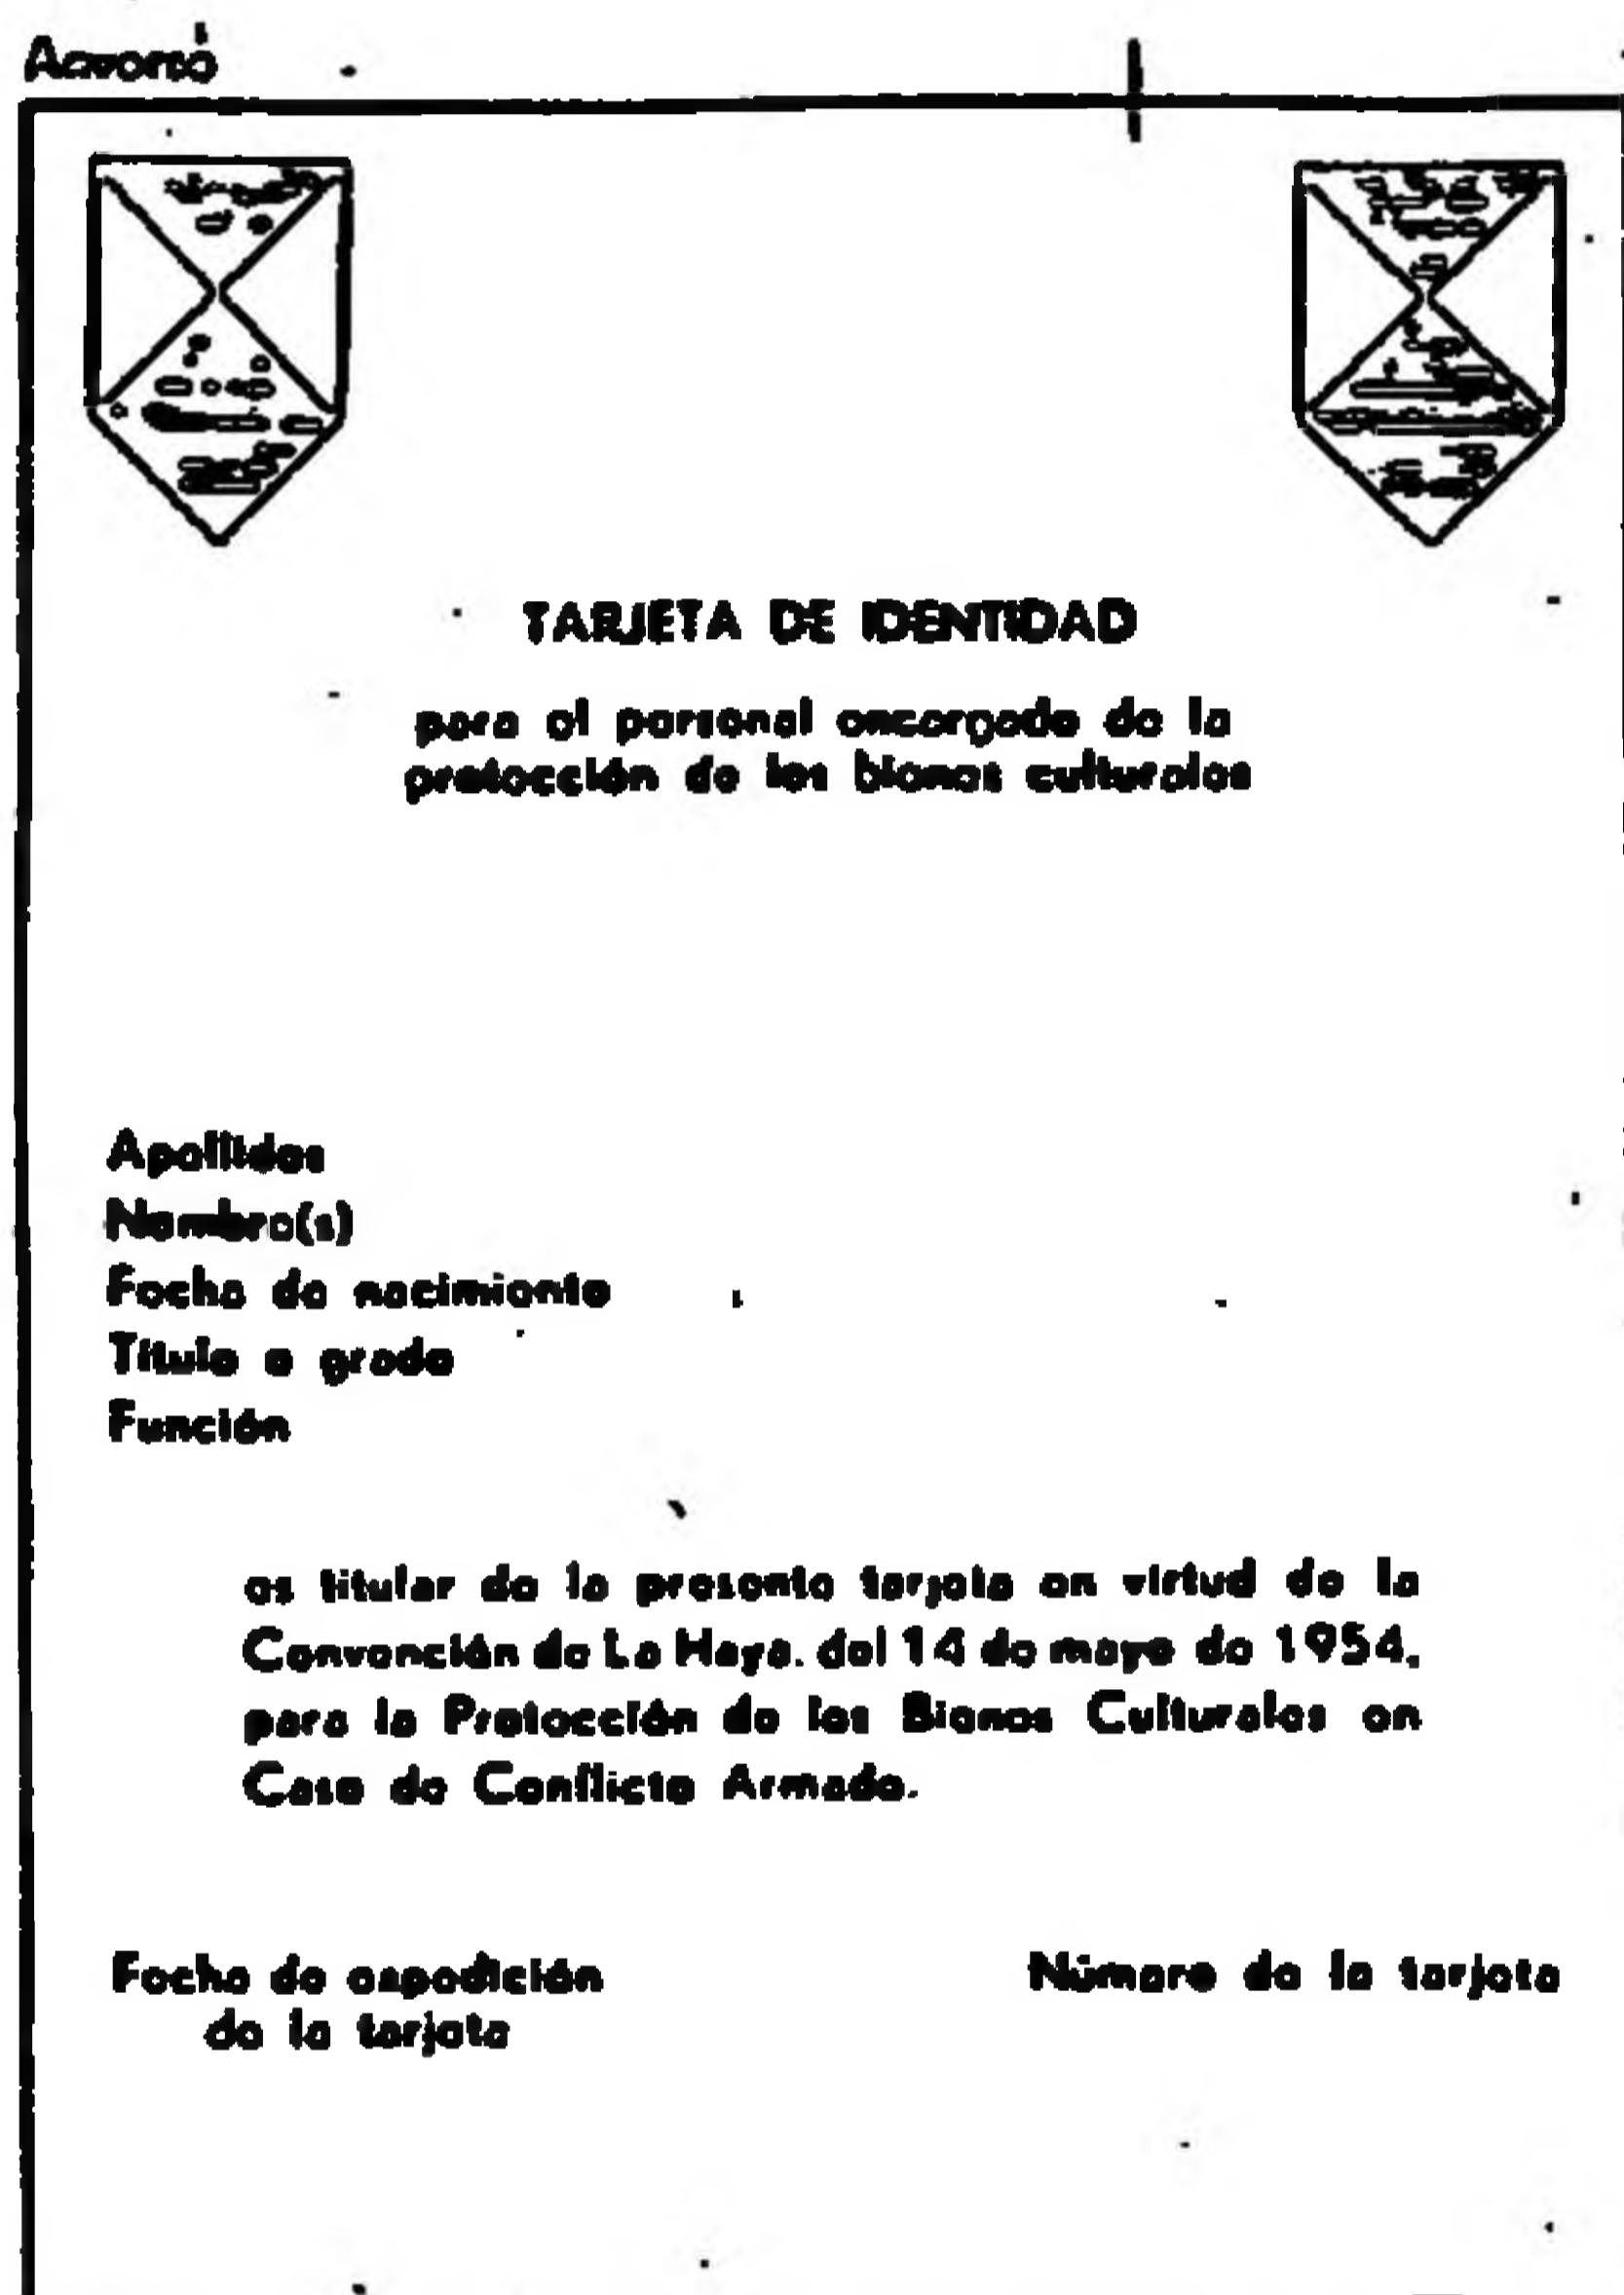 Anverso
TARJETA DE IDENTIDAD
para el personal encargado de la
protección de los bienes culturales
Apellidos
Nombre(s)
Fecha de nacimiento
Título o grado
Función
es titular de la presente tarjeta en virtud de la
Convención de La Haya. del 14 de mayo de 1954,
para la Protección de los Bienes Culturales en
Caso de Conflicto Armado.
Fecha de expedición
de la tarjeta
Número de la tarjeta